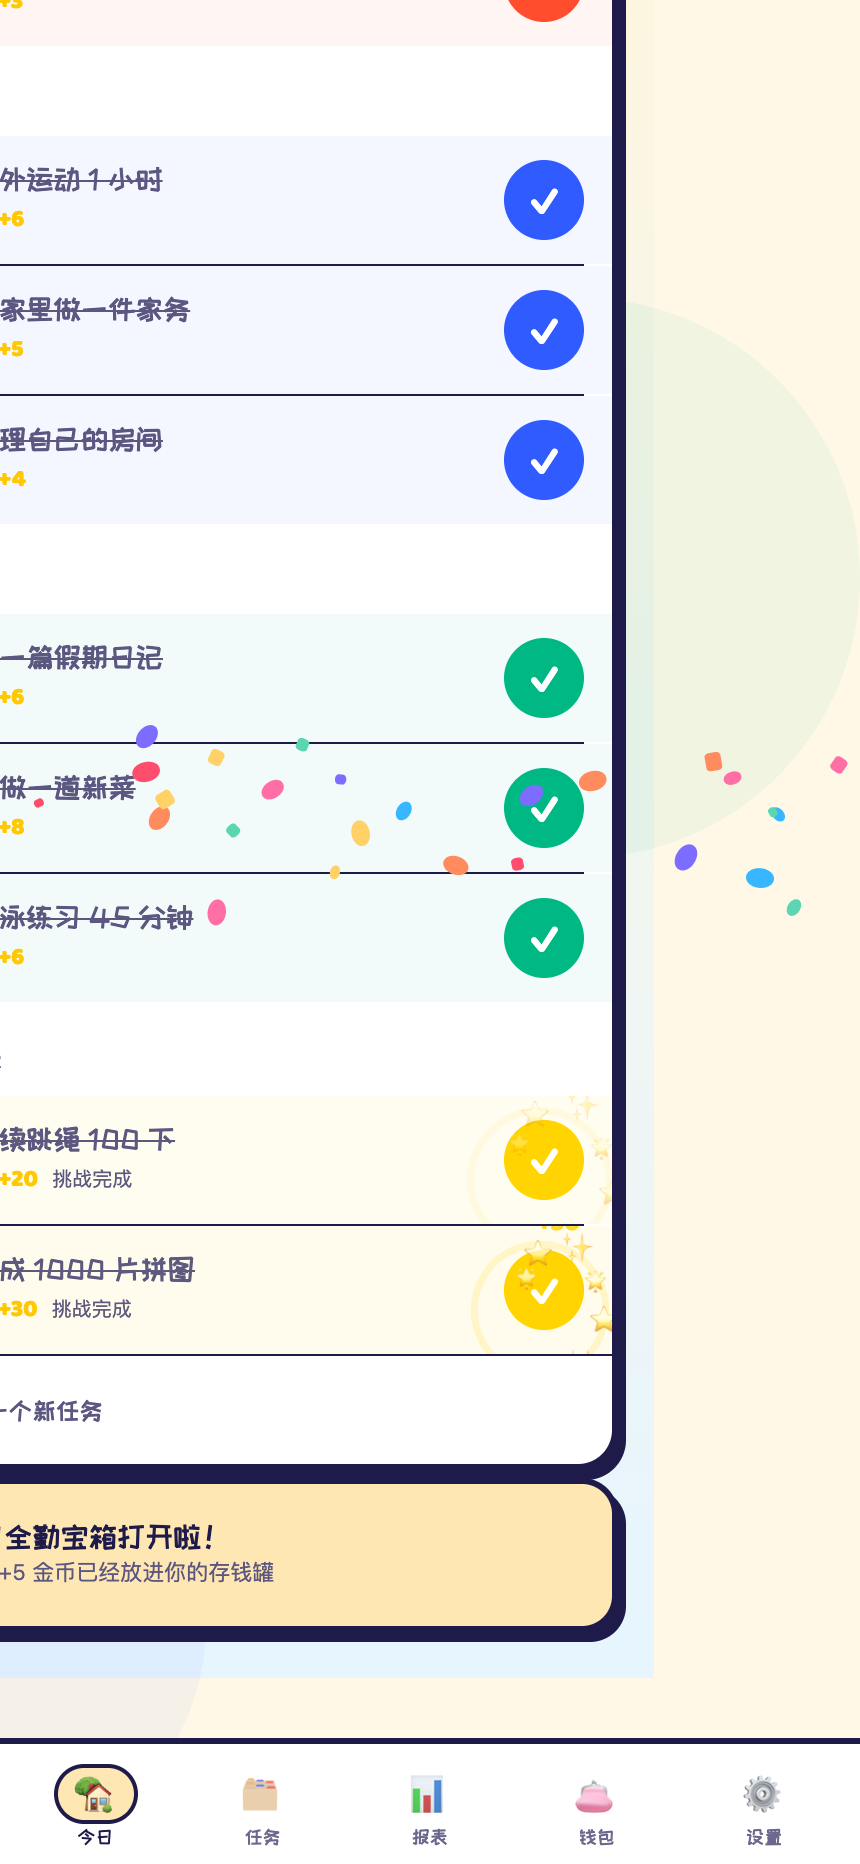 +3
外运动 1 小时
+6
家里做一件家务
+5
理自己的房间
+4
一篇假期日记
+6
做一道新菜
+8
泳练习 45 分钟
+6
续跳绳 100 下
+20 挑战完成
成 1000 片拼图
+30 挑战完成
一个新任务
全勤宝箱打开啦！
+5 金币已经放进你的存钱罐
今日 任务 报表 钱包 设置